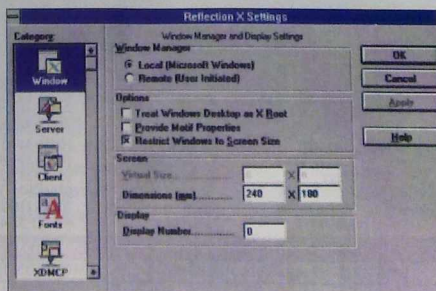 Reflection X Settings
Category:
Window
Server
Client
Fonts
XDMCP
Window Manager and Display Settings
Window Manager
Local (Microsoft Windows)
Remote (User Initiated)
Options
Treat Windows Desktop as X Root
Provide Motif Properties
Restrict Windows to Screen Size
Screen
Virtual Size
X
Dimensions (mm)
240 X 180
Display
Display Number
0
OK
Cancel
Apply
Help